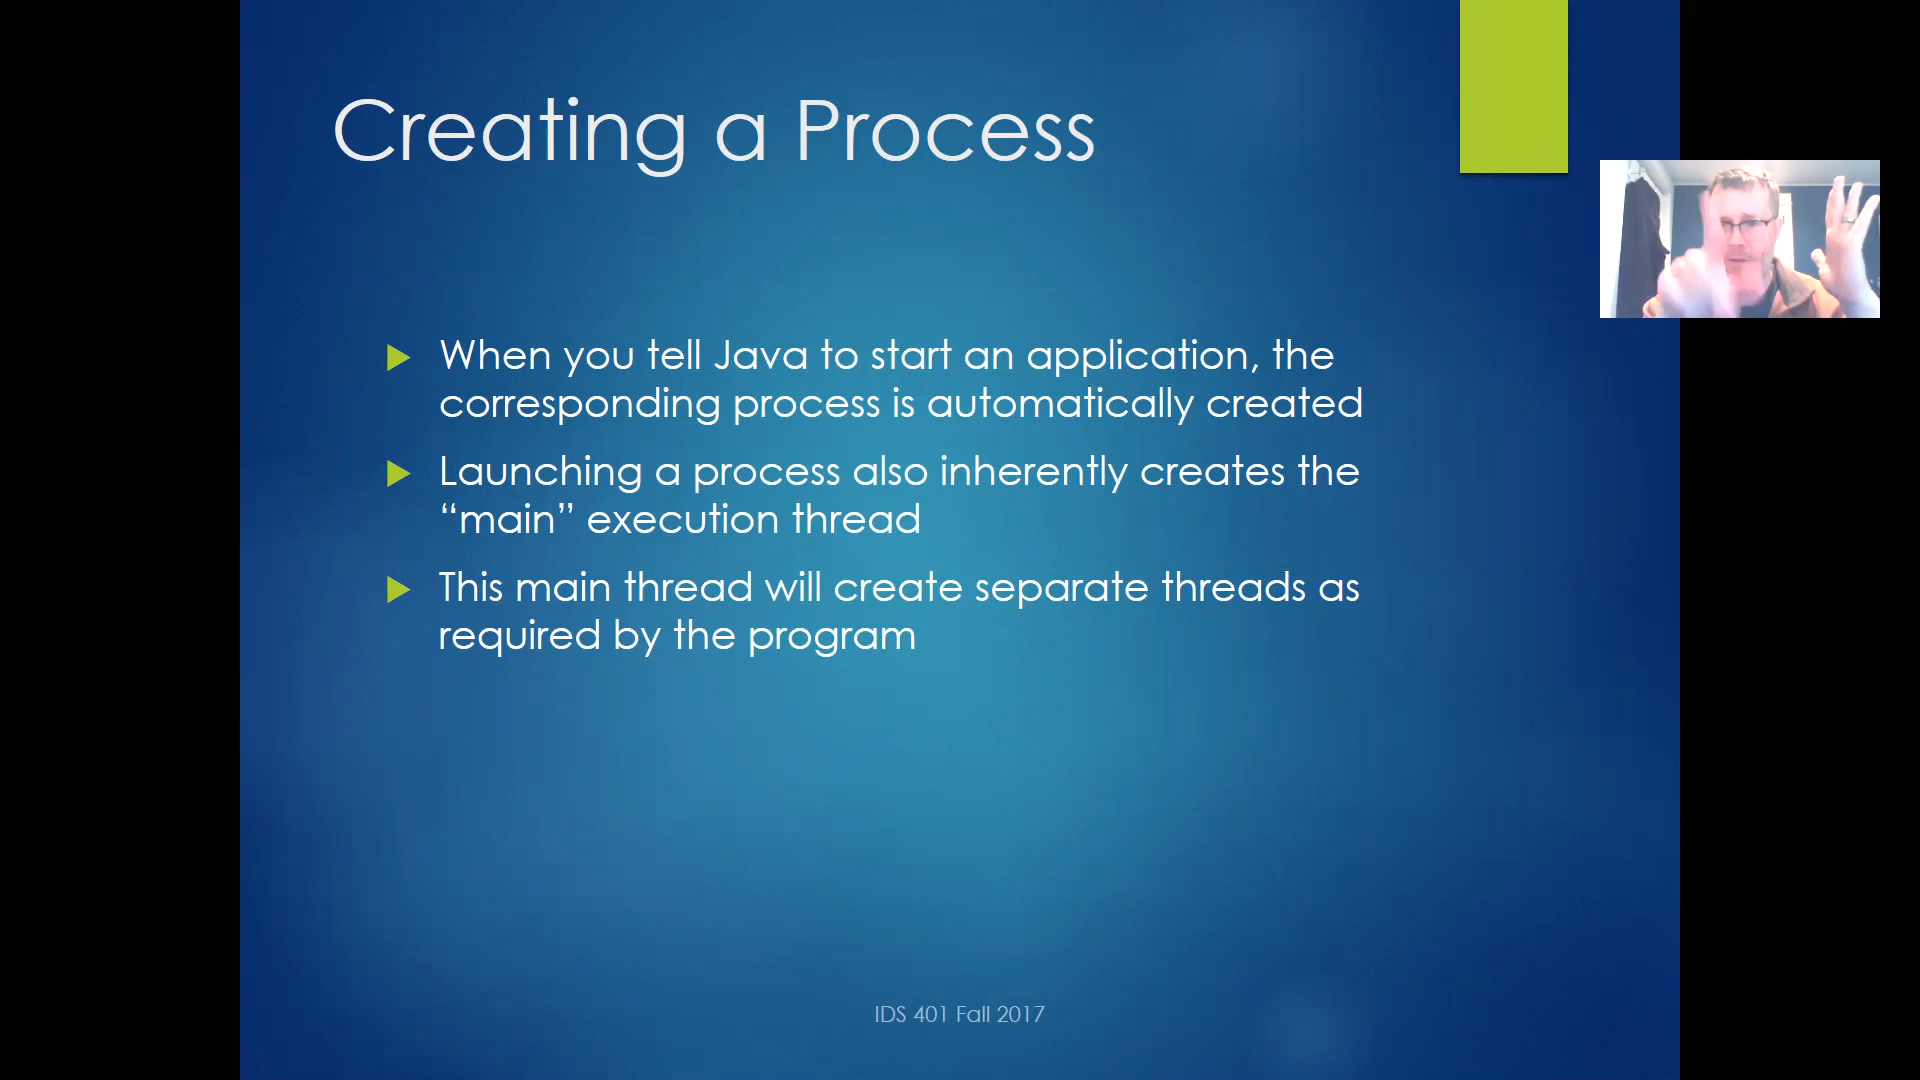 Creating a Process
When you tell Java to start an application, the
corresponding process is automatically created
Launching a process also inherently creates the
“main” execution thread
This main thread will create separate threads as
required by the program
IDS 401 Fall 2017